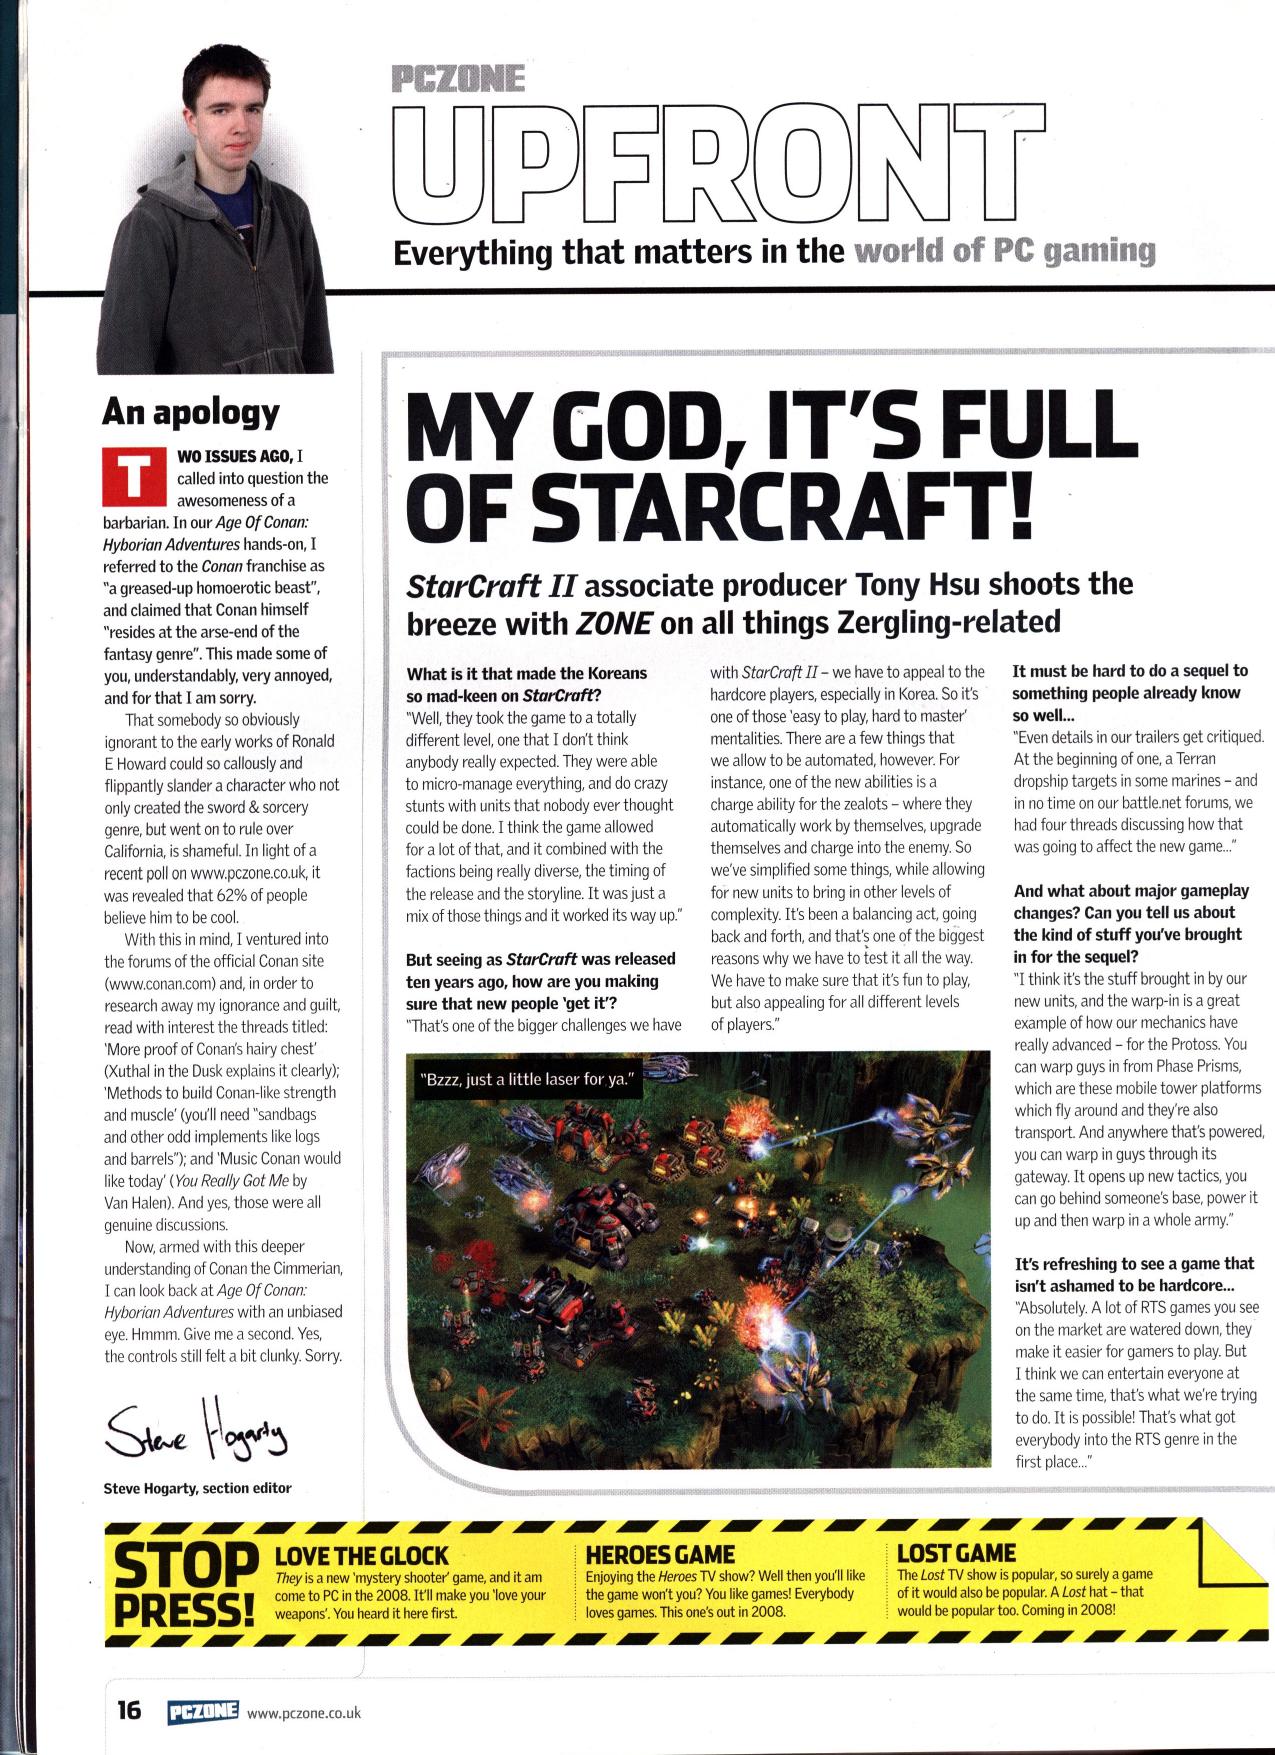 PCZONE
UPFRONT
Everything that matters in the world of PC gaming
An apology
TWO ISSUES AGO, I
called into question the
awesomeness of a
barbarian. In our Age Of Conan:
Hyborian Adventures hands-on, I
referred to the Conan franchise as
"a greased-up homoerotic beast",
and claimed that Conan himself
"resides at the arse-end of the
fantasy genre". This made some of
you, understandably, very annoyed,
and for that I am sorry.
That somebody so obviously
ignorant to the early works of Ronald
E Howard could so callously and
flippantly slander a character who not
only created the sword & sorcery
genre, but went on to rule over
California, is shameful. In light of a
recent poll on www.pczone.co.uk, it
was revealed that 62% of people
believe him to be cool.
With this in mind, I ventured into
the forums of the official Conan site
(www.conan.com) and, in order to
research away my ignorance and guilt,
read with interest the threads titled:
'More proof of Conan's hairy chest'
(Xuthal in the Dusk explains it clearly);
'Methods to build Conan-like strength
and muscle' (you'll need "sandbags
and other odd implements like logs
and barrels"); and 'Music Conan would
like today' (You Really Got Me by
Van Halen). And yes, those were all
genuine discussions.
Now, armed with this deeper
understanding of Conan the Cimmerian,
I can look back at Age Of Conan:
Hyborian Adventures with an unbiased
eye. Hmmm. Give me a second. Yes,
the controls still felt a bit clunky. Sorry.
Steve Hogarty
Steve Hogarty, section editor
MY GOD, IT'S FULL
OF STARCRAFT!
StarCraft II associate producer Tony Hsu shoots the
breeze with ZONE on all things Zergling-related
What is it that made the Koreans
so mad-keen on StarCraft?
"Well, they took the game to a totally
different level, one that I don't think
anybody really expected. They were able
to micro-manage everything, and do crazy
stunts with units that nobody ever thought
could be done. I think the game allowed
for a lot of that, and it combined with the
factions being really diverse, the timing of
the release and the storyline. It was just a
mix of those things and it worked its way up."
But seeing as StarCraft was released
ten years ago, how are you making
sure that new people 'get it'?
"That's one of the bigger challenges we have
with StarCraft II – we have to appeal to the
hardcore players, especially in Korea. So it's
one of those 'easy to play, hard to master'
mentalities. There are a few things that
we allow to be automated, however. For
instance, one of the new abilities is a
charge ability for the zealots – where they
automatically work by themselves, upgrade
themselves and charge into the enemy. So
we've simplified some things, while allowing
for new units to bring in other levels of
complexity. It's been a balancing act, going
back and forth, and that's one of the biggest
reasons why we have to test it all the way.
We have to make sure that it's fun to play,
but also appealing for all different levels
of players."
"Bzzz, just a little laser for ya."
It must be hard to do a sequel to
something people already know
so well...
"Even details in our trailers get critiqued.
At the beginning of one, a Terran
dropship targets in some marines – and
in no time on our battle.net forums, we
had four threads discussing how that
was going to affect the new game..."
And what about major gameplay
changes? Can you tell us about
the kind of stuff you've brought
in for the sequel?
"I think it's the stuff brought in by our
new units, and the warp-in is a great
example of how our mechanics have
really advanced – for the Protoss. You
can warp guys in from Phase Prisms,
which are these mobile tower platforms
which fly around and they're also
transport. And anywhere that's powered,
you can warp in guys through its
gateway. It opens up new tactics, you
can go behind someone's base, power it
up and then warp in a whole army."
It's refreshing to see a game that
isn't ashamed to be hardcore...
"Absolutely. A lot of RTS games you see
on the market are watered down, they
make it easier for gamers to play. But
I think we can entertain everyone at
the same time, that's what we're trying
to do. It is possible! That's what got
everybody into the RTS genre in the
first place..."
STOP
PRESS!
LOVE THE GLOCK
They is a new 'mystery shooter' game, and it am
come to PC in the 2008. It'll make you 'love your
weapons'. You heard it here first.
HEROES GAME
Enjoying the Heroes TV show? Well then you'll like
the game won't you? You like games! Everybody
loves games. This one's out in 2008.
LOST GAME
The Lost TV show is popular, so surely a game
of it would also be popular. A Lost hat – that
would be popular too. Coming in 2008!
16 PCZONE www.pczone.co.uk